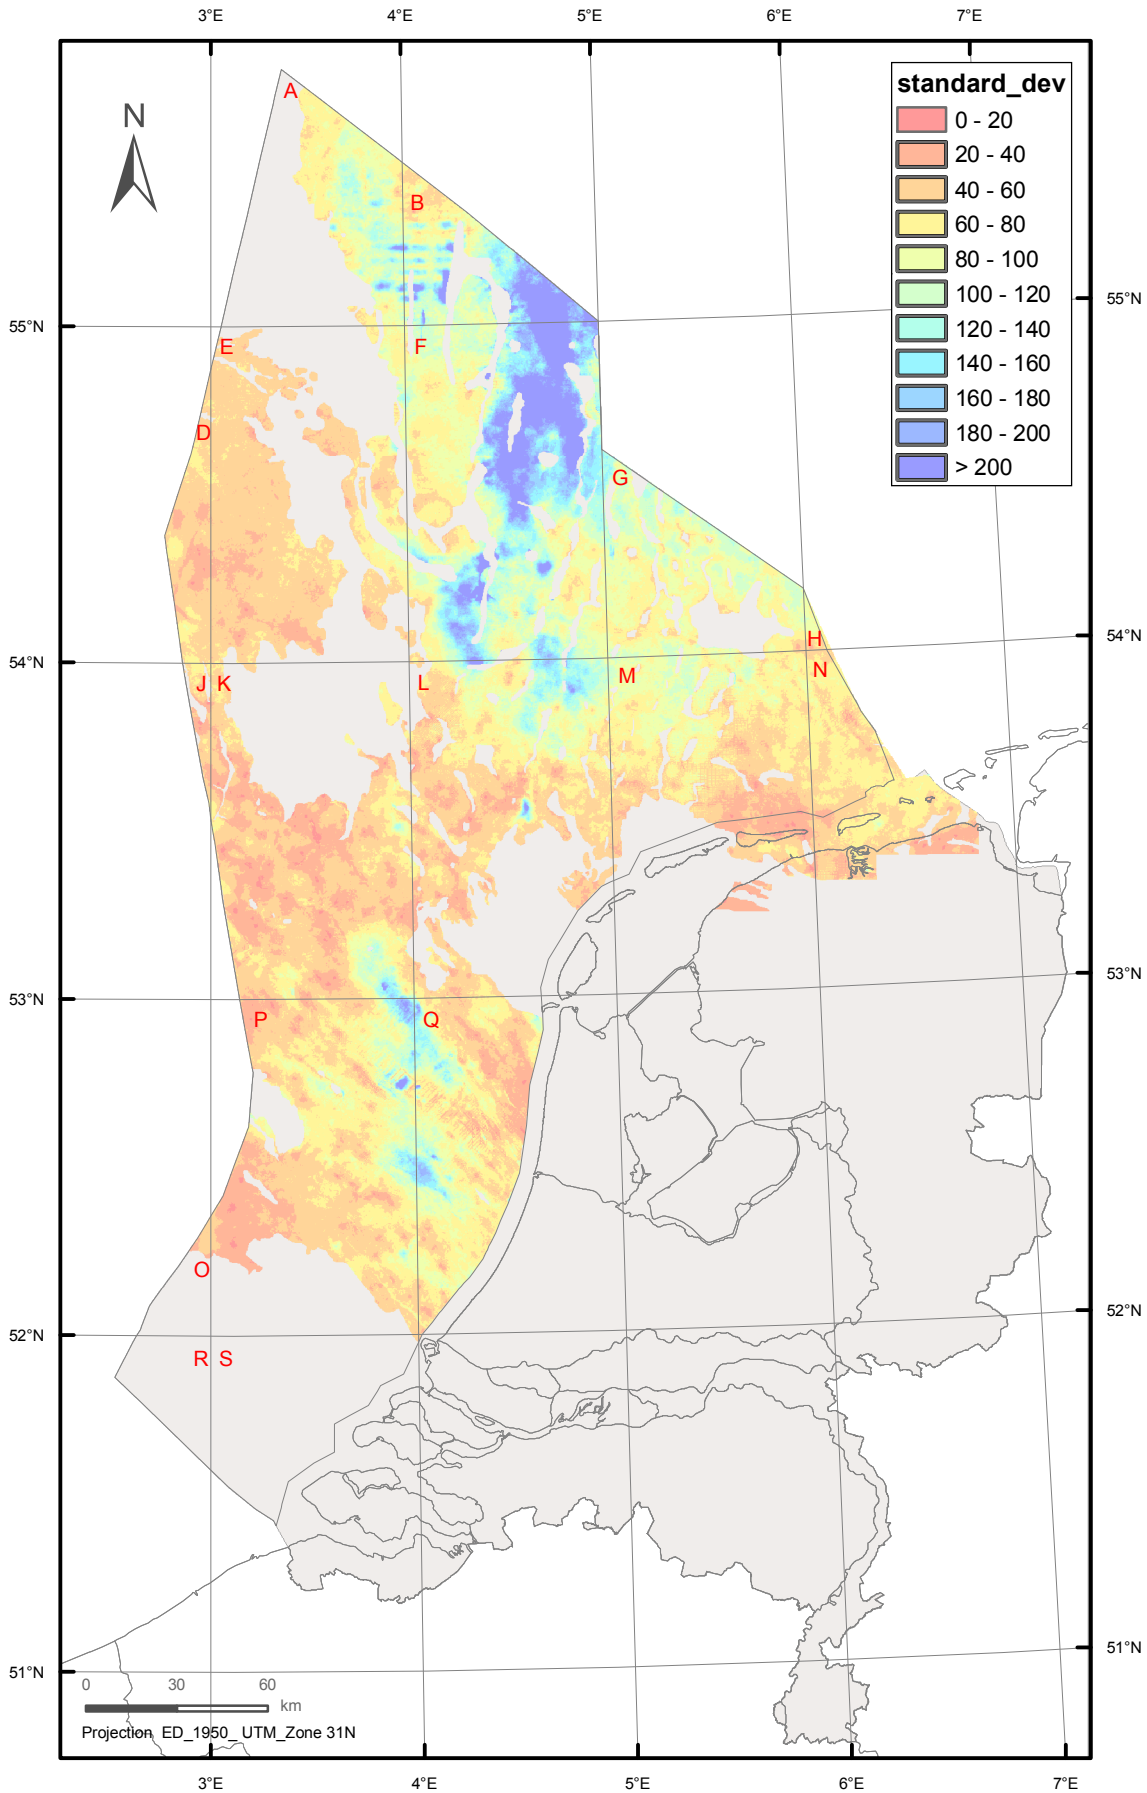 3°E 4°E 5°E 6°E 7°E
standard_dev
0 - 20
20 - 40
40 - 60
60 - 80
80 - 100
100 - 120
120 - 140
140 - 160
160 - 180
180 - 200
> 200
A
N
B
55°N
55°N
E F
D
G
54°N
H
54°N
J K L M N
53°N
53°N
P Q
O
52°N
52°N
R S
51°N
51°N
0 30 60
km
Projection ED_1950_ UTM_Zone 31N
3°E 4°E 5°E 6°E 7°E